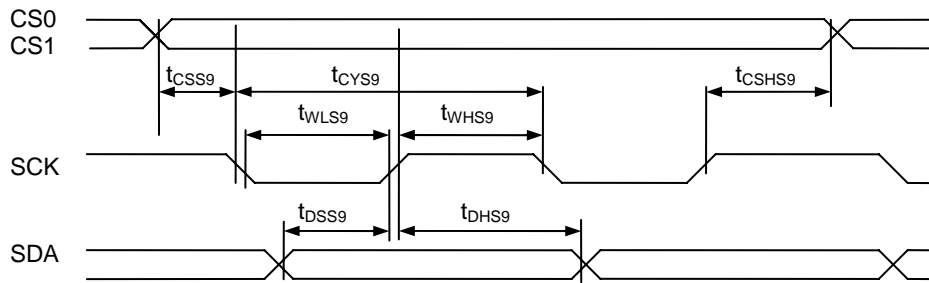 CS0
CS1
tCSS9
tCYS9
tCSHS9
tWLS9
tWHS9
SCK
tDSS9
tDHS9
SDA